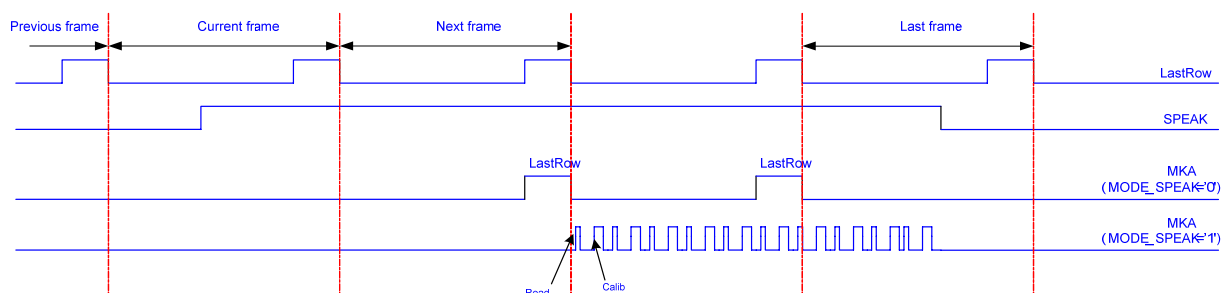 Previous frame
Current frame
Next frame
Last frame
LastRow
SPEAK
LastRow
LastRow
MKA
(MODE_SPEAK='0')
MKA
(MODE_SPEAK='1')
Read
Calib